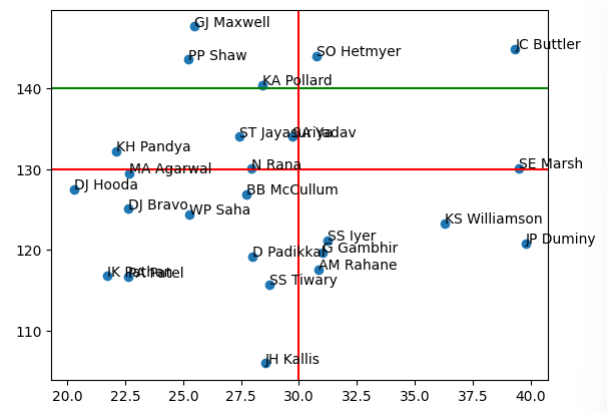 GJ Maxwell
JC Buttler
SO Hetmyer
PP Shaw
KA Pollard
140
ST Jayasuriya
SA Yadav
KH Pandya
N Rana
SE Marsh
MA Agarwal
130
DJ Hooda
BB McCullum
DJ Bravo
WP Saha
KS Williamson
SS Iyer
JP Duminy
G Gambhir
120
D Padikkal
AM Rahane
IK Pathan
PA Patel
SS Tiwary
110
JH Kallis
20.0 22.5 25.0 27.5 30.0 32.5 35.0 37.5 40.0